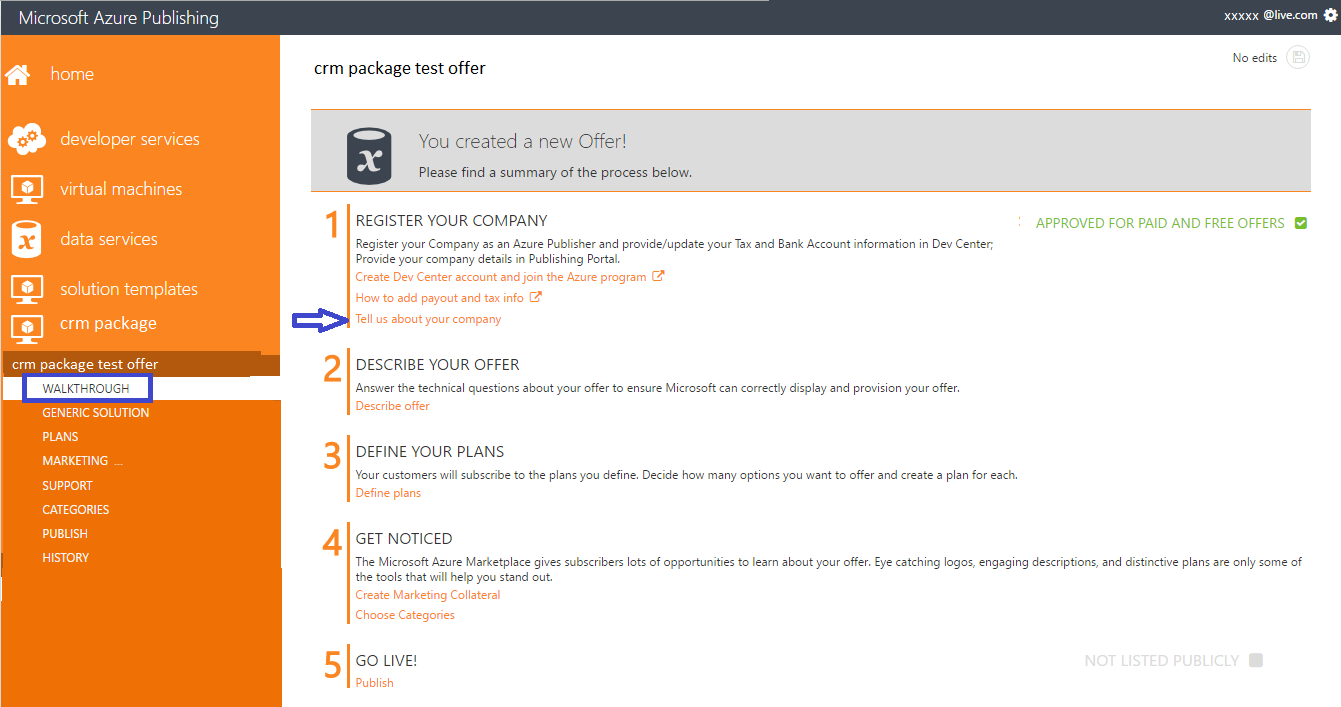 Microsoft Azure Publishing
xxxxx @live.com
home
developer services
virtual machines
data services
solution templates
crm package
crm package test offer
WALKTHROUGH
GENERIC SOLUTION
PLANS
MARKETING ...
SUPPORT
CATEGORIES
PUBLISH
HISTORY
crm package test offer
No edits
You created a new Offer!
Please find a summary of the process below.
1 REGISTER YOUR COMPANY
APPROVED FOR PAID AND FREE OFFERS
Register your Company as an Azure Publisher and provide/update your Tax and Bank Account information in Dev Center;
Provide your company details in Publishing Portal.
Create Dev Center account and join the Azure program
How to add payout and tax info
Tell us about your company
2 DESCRIBE YOUR OFFER
Answer the technical questions about your offer to ensure Microsoft can correctly display and provision your offer.
Describe offer
3 DEFINE YOUR PLANS
Your customers will subscribe to the plans you define. Decide how many options you want to offer and create a plan for each.
Define plans
4 GET NOTICED
The Microsoft Azure Marketplace gives subscribers lots of opportunities to learn about your offer. Eye catching logos, engaging descriptions, and distinctive plans are only some of
the tools that will help you stand out.
Create Marketing Collateral
Choose Categories
5 GO LIVE!
NOT LISTED PUBLICLY
Publish